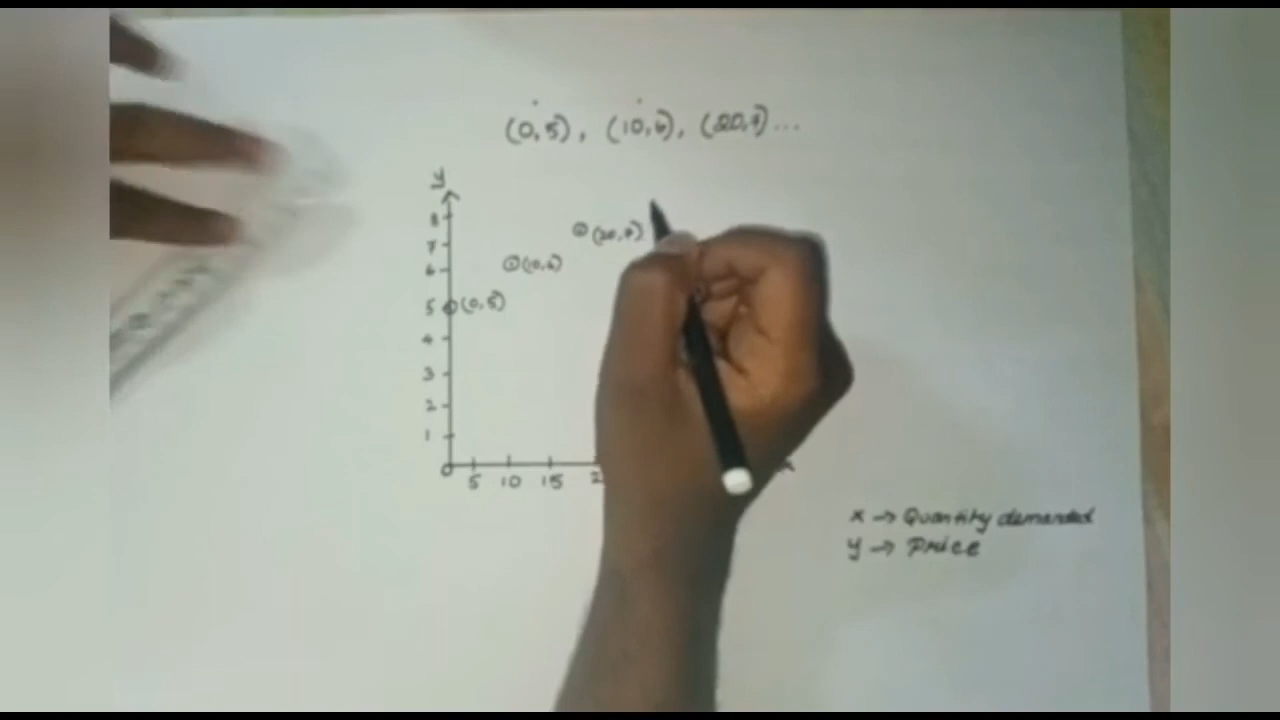 (0,5), (10,6), (20,7)...
y
8
(20,7)
7
6 (10,6)
5 (0,5)
4
3
2
1
0 5 10 15 2
x
x → Quantity demanded
y → Price